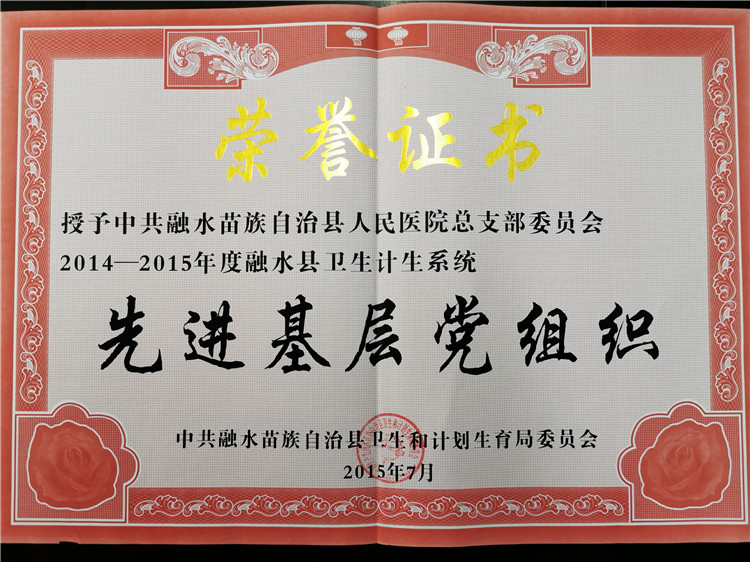 荣誉证书
授予中共融水苗族自治县人民医院总支部委员会
2014—2015年度融水县卫生计生系统
先进基层党组织
中共融水苗族自治县卫生和计划生育局委员会
2015年7月